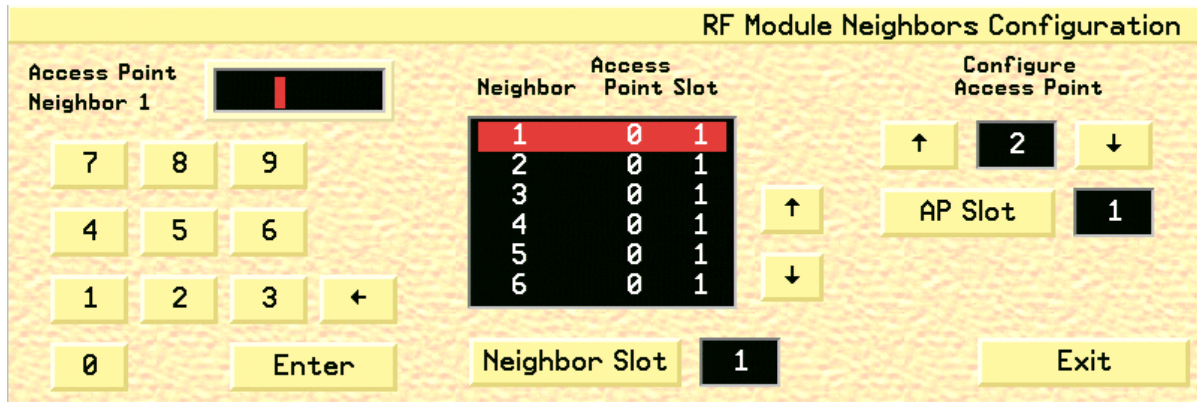 RF Module Neighbors Configuration
Access Point
Neighbor 1
7 8 9
4 5 6
1 2 3 ←
0 Enter
Access
Neighbor Point Slot
1 0 1
2 0 1
3 0 1
4 0 1
5 0 1
6 0 1
↑
↓
Neighbor Slot 1
Configure
Access Point
↑ 2 ↓
AP Slot 1
Exit